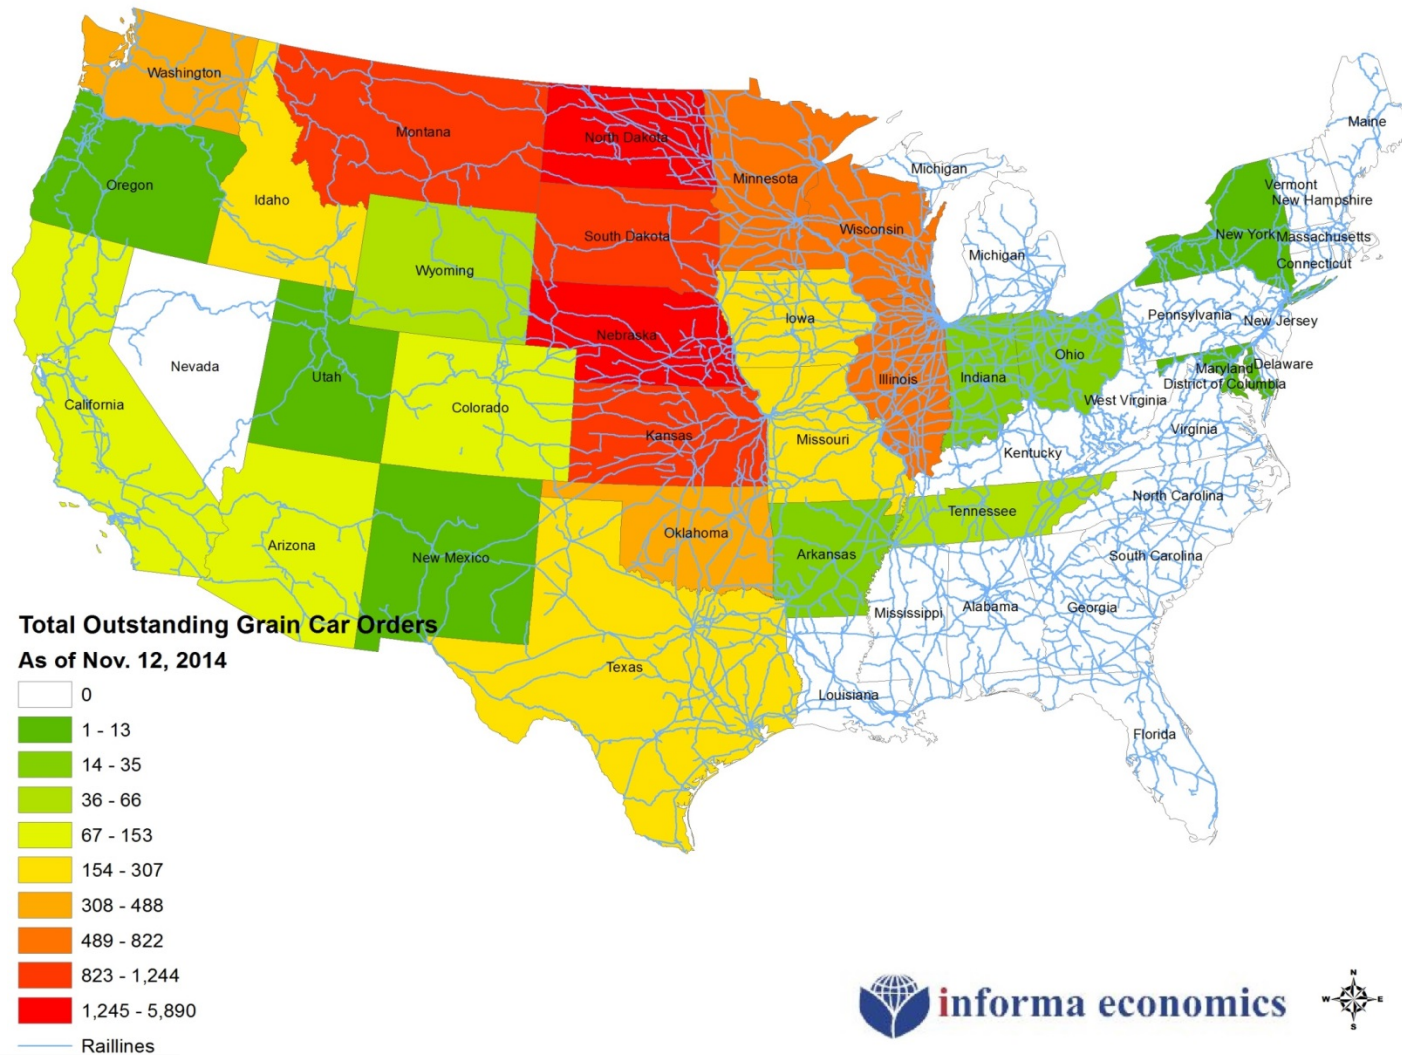 Washington
Montana
North Dakota
Minnesota
Michigan
Maine
Oregon
Idaho
South Dakota
Wisconsin
Michigan
Vermont
New Hampshire
New York
Massachusetts
Connecticut
Wyoming
Nebraska
Iowa
Pennsylvania
New Jersey
Nevada
Utah
Colorado
Illinois
Indiana
Ohio
Maryland
Delaware
District of Columbia
West Virginia
California
Kansas
Missouri
Kentucky
Virginia
Arizona
New Mexico
Oklahoma
Arkansas
Tennessee
North Carolina
South Carolina
Texas
Mississippi
Alabama
Georgia
Louisiana
Florida
Total Outstanding Grain Car Orders
As of Nov. 12, 2014
0
1 - 13
14 - 35
36 - 66
67 - 153
154 - 307
308 - 488
489 - 822
823 - 1,244
1,245 - 5,890
Raillines
informa economics
N
W E
S